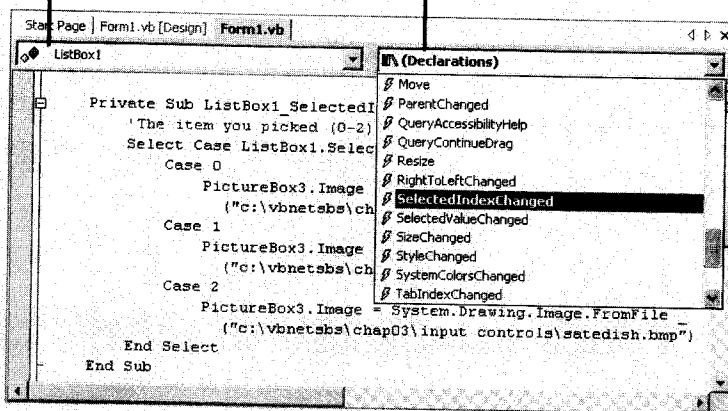 Start Page | Form1.vb [Design] Form1.vb
ListBox1
(Declarations)
Move
ParentChanged
QueryAccessibilityHelp
QueryContinueDrag
Resize
RightToLeftChanged
SelectedIndexChanged
SelectedValueChanged
SizeChanged
StyleChanged
SystemColorsChanged
TabIndexChanged
Private Sub ListBox1_SelectedI
'The item you picked (0-2)
Select Case ListBox1.Selec
Case 0
PictureBox3.Image
("c:\vbnetsbs\ch
Case 1
PictureBox3.Image
("c:\vbnetsbs\ch
Case 2
PictureBox3.Image = System.Drawing.Image.FromFile _
("c:\vbnetsbs\chap03\input controls\satedish.bmp")
End Select
End Sub